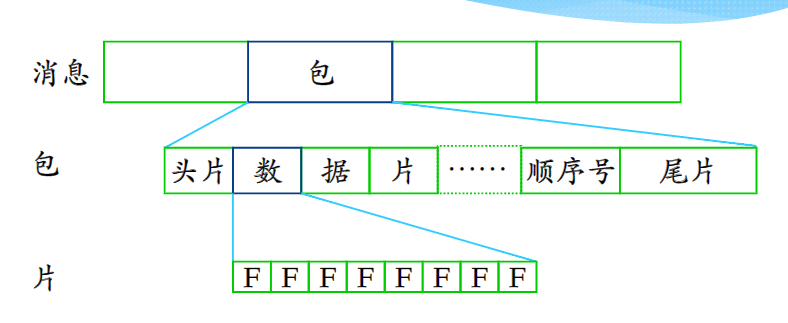 消息 包
包 头片 数 据 片 …… 顺序号 尾片
片 F F F F F F F F